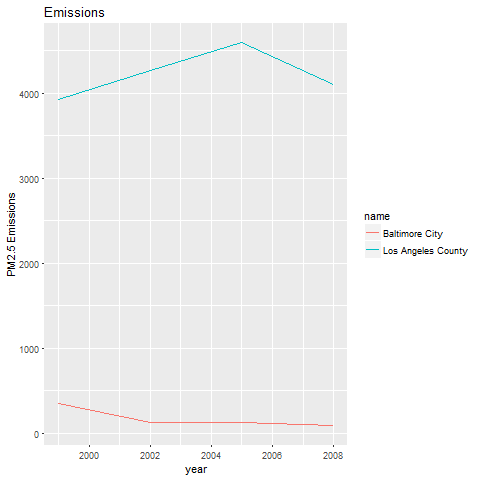 Emissions
PM2.5 Emissions
4000
3000
2000
1000
0
2000
2002
2004
2006
2008
year
name
Baltimore City
Los Angeles County